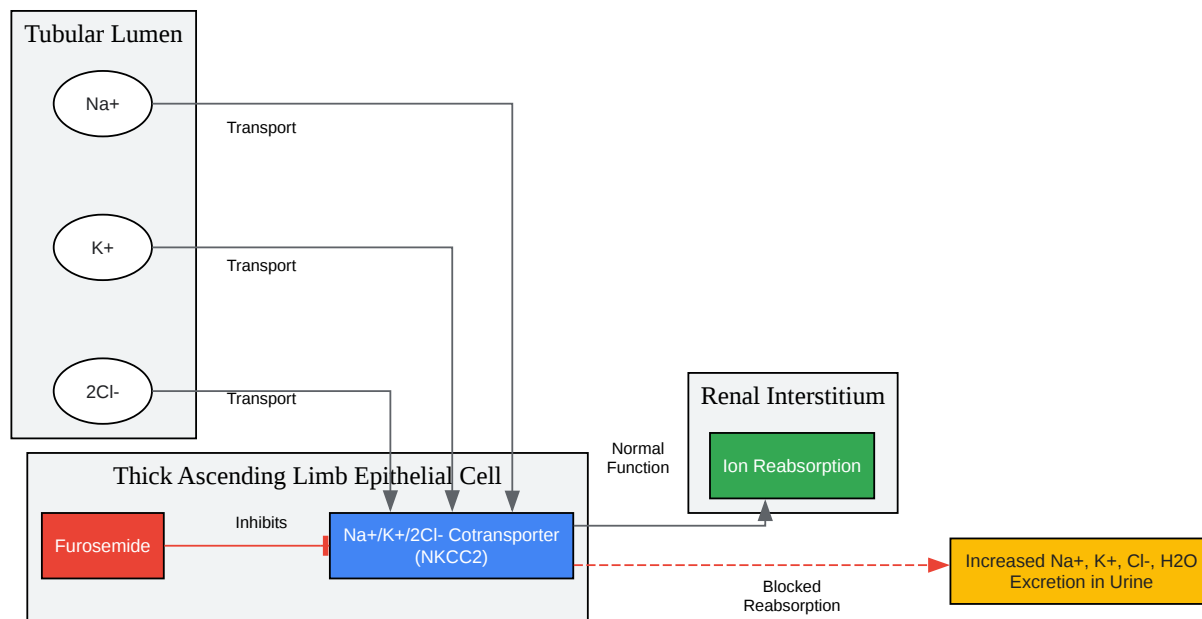 Tubular Lumen
Na+
Transport
K+
Transport
2Cl-
Transport
Renal Interstitium
Normal
Function
Ion Reabsorption
Thick Ascending Limb Epithelial Cell
Furosemide
Inhibits
Na+/K+/2Cl- Cotransporter
(NKCC2)
Blocked
Reabsorption
Increased Na+, K+, Cl-, H2O
Excretion in Urine